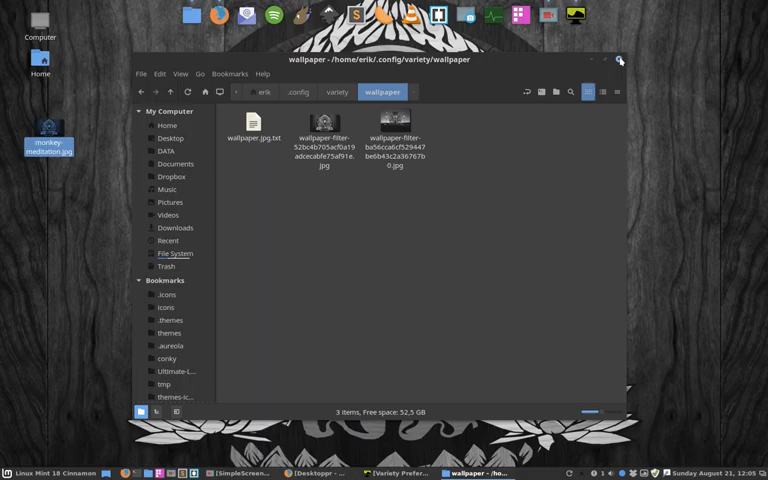 Computer
Home
monkey-
meditation.jpg
wallpaper - /home/erik/.config/variety/wallpaper
File Edit View Go Bookmarks Help
erik .config variety wallpaper
My Computer
Home
Desktop
DATA
Documents
Dropbox
Music
Pictures
Videos
Downloads
Recent
File System
Trash
Bookmarks
.icons
icons
.themes
themes
.aureola
conky
Ultimate-L...
tmp
themes-ic...
wallpaper.jpg.txt
wallpaper-filter-
52bc4b705acf0a19
adcecabfe75af91e.
jpg
wallpaper-filter-
ba56cca6cf529447
be6b43c2a36767b
0.jpg
3 items, Free space: 52,5 GB
Linux Mint 18 Cinnamon
[SimpleScreen...
[Desktoppr - ...
[Variety Prefer...
wallpaper - /ho...
1
Sunday August 21, 12:05